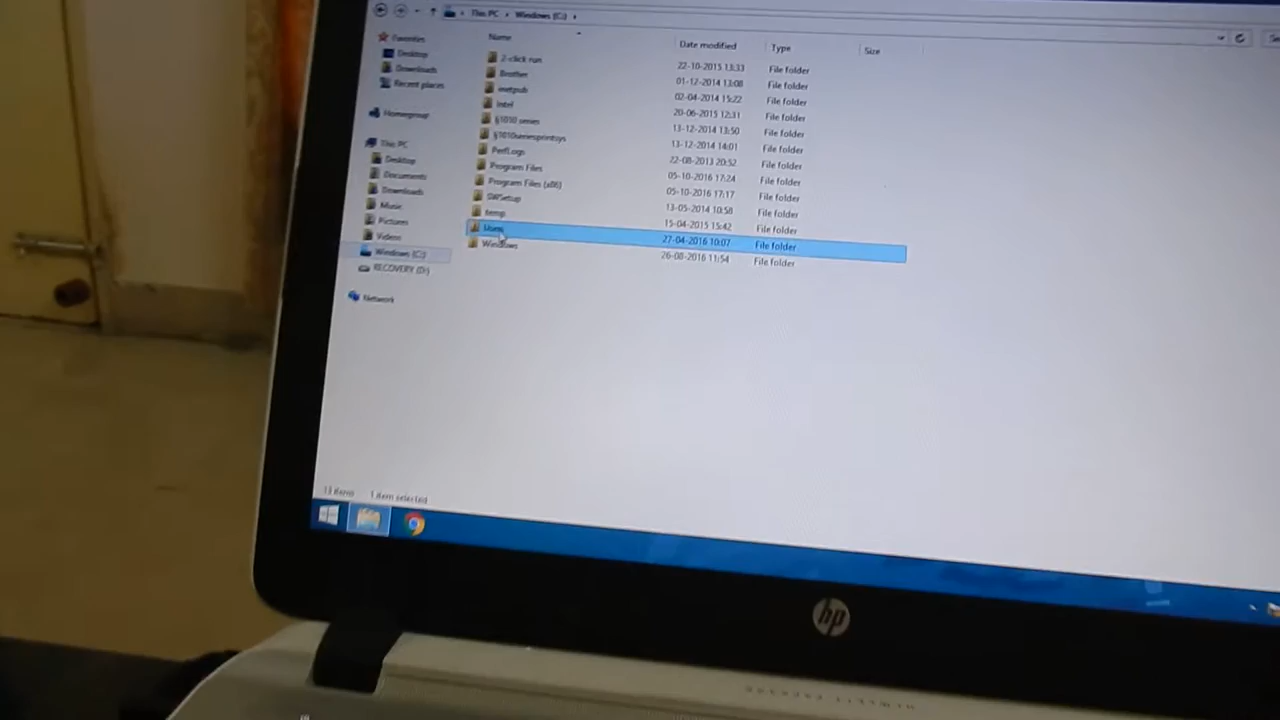 This PC › Windows (C:) ›
Name Date modified Type Size
Favorites
Desktop
Downloads
Recent places
Homegroup
This PC
Desktop
Documents
Downloads
Music
Pictures
Videos
Windows (C:)
RECOVERY (D:)
Network
2-click run 22-10-2015 13:33 File folder
Brother 01-12-2014 13:08 File folder
inetpub 02-04-2014 15:22 File folder
Intel 20-06-2015 12:31 File folder
lj1010 series 13-12-2014 13:50 File folder
lj1010seriesprintsys 13-12-2014 14:01 File folder
PerfLogs 22-08-2013 20:52 File folder
Program Files 05-10-2016 17:24 File folder
Program Files (x86) 05-10-2016 17:17 File folder
SWSetup 13-05-2014 10:58 File folder
temp 15-04-2015 15:42 File folder
Users 27-04-2016 10:07 File folder
Windows 26-08-2016 11:54 File folder
13 items 1 item selected
hp